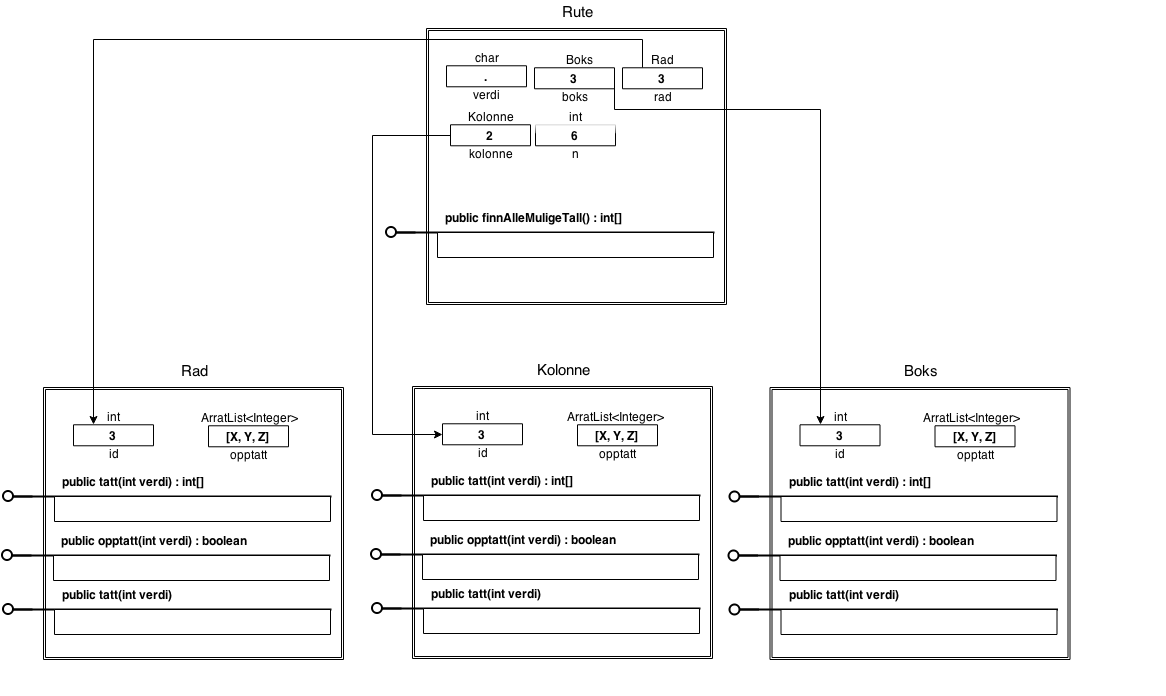 Rute
char Boks Rad
. 3 3
verdi boks rad
Kolonne int
2 6
kolonne n
public finnAlleMuligeTall() : int[]
Rad
int ArratList<Integer>
3 [X, Y, Z]
id opptatt
public tatt(int verdi) : int[]
public opptatt(int verdi) : boolean
public tatt(int verdi)
Kolonne
int ArratList<Integer>
3 [X, Y, Z]
id opptatt
public tatt(int verdi) : int[]
public opptatt(int verdi) : boolean
public tatt(int verdi)
Boks
int ArratList<Integer>
3 [X, Y, Z]
id opptatt
public tatt(int verdi) : int[]
public opptatt(int verdi) : boolean
public tatt(int verdi)